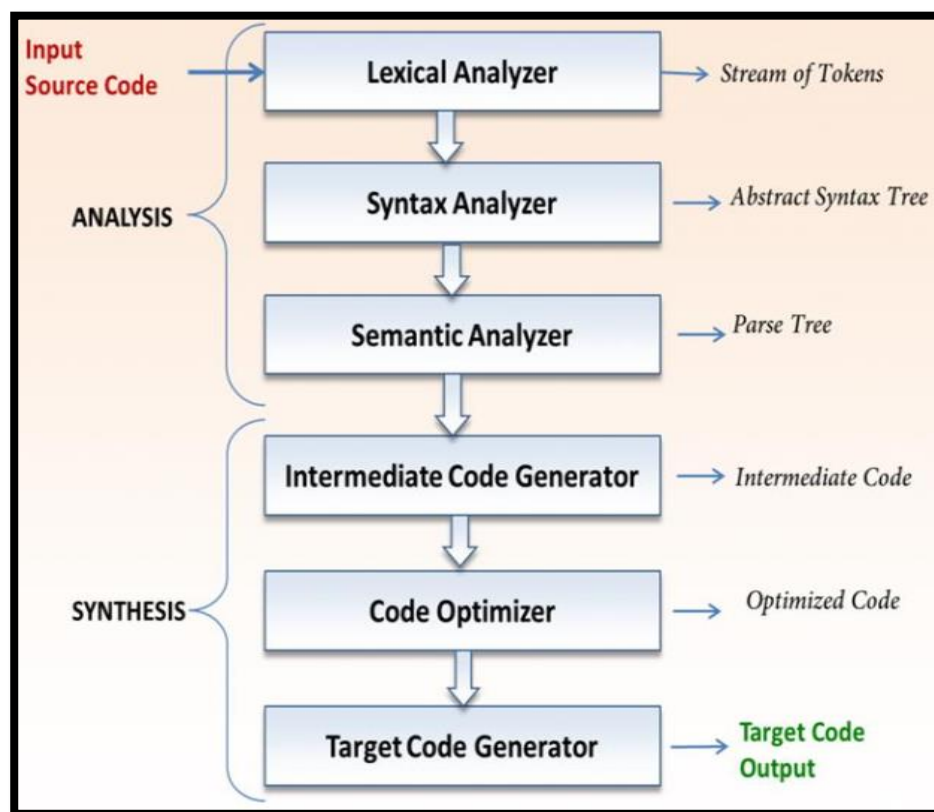 Input
Source Code
Lexical Analyzer
Stream of Tokens
Syntax Analyzer
Abstract Syntax Tree
ANALYSIS
Semantic Analyzer
Parse Tree
Intermediate Code Generator
Intermediate Code
SYNTHESIS
Code Optimizer
Optimized Code
Target Code Generator
Target Code
Output